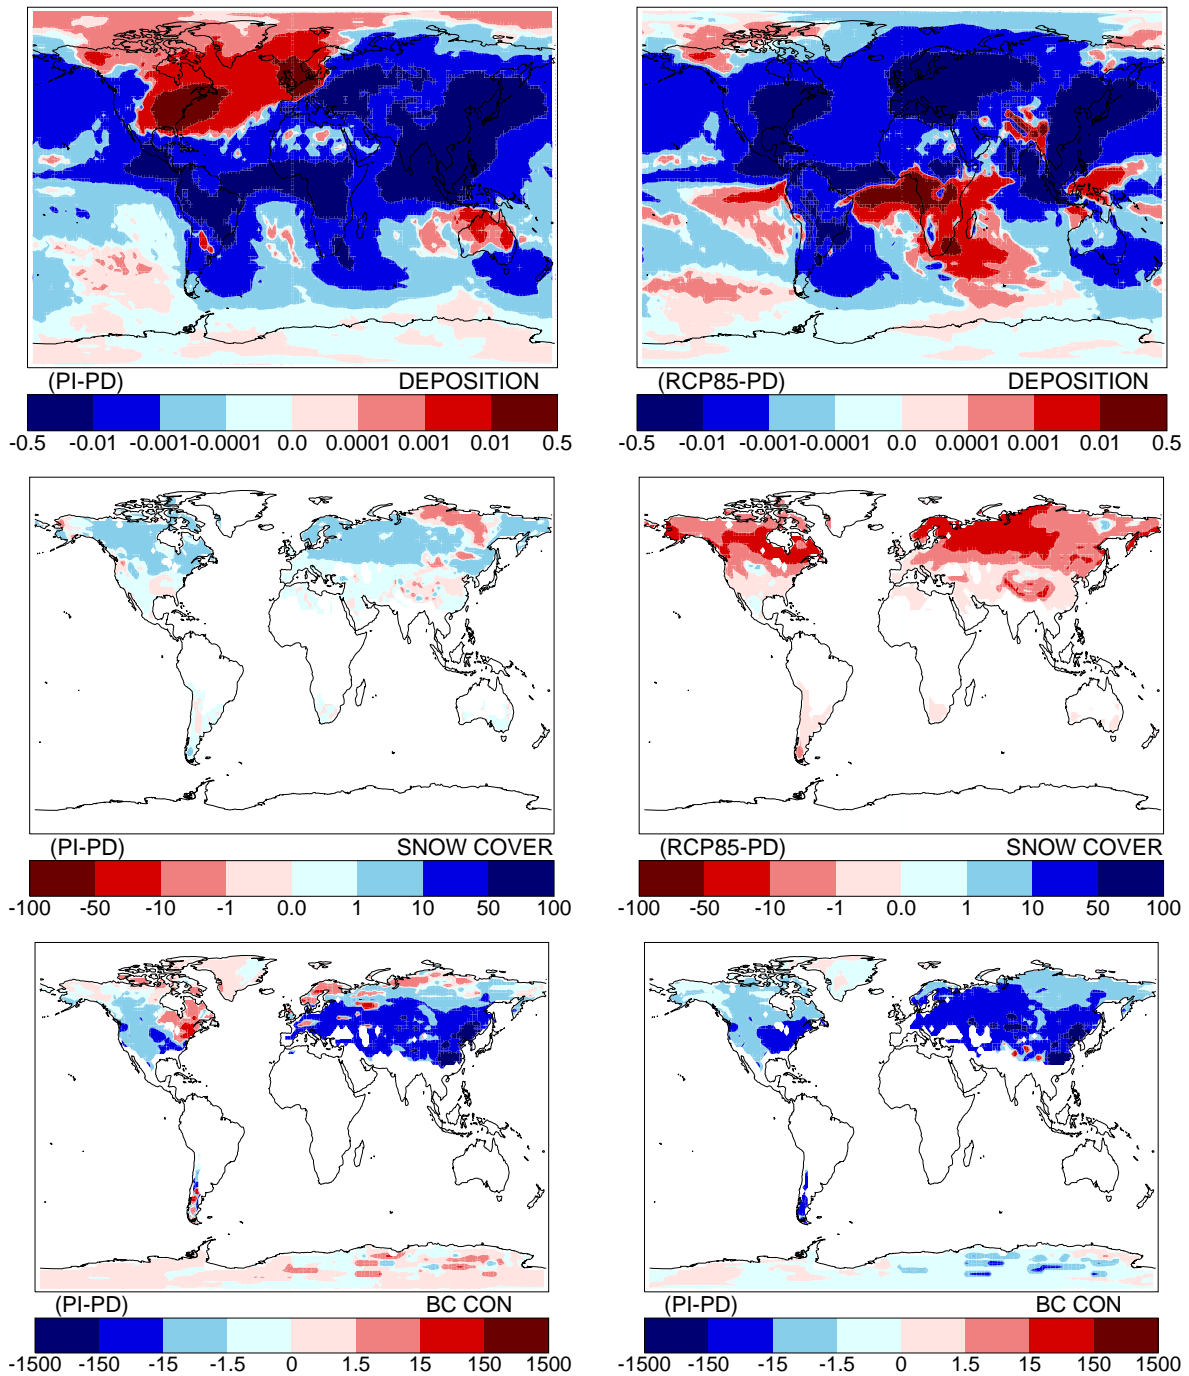 (PI-PD) DEPOSITION
-0.5 -0.01 -0.001 -0.0001 0.0 0.0001 0.001 0.01 0.5
(RCP85-PD) DEPOSITION
-0.5 -0.01 -0.001 -0.0001 0.0 0.0001 0.001 0.01 0.5
(PI-PD) SNOW COVER
-100 -50 -10 -1 0.0 1 10 50 100
(RCP85-PD) SNOW COVER
-100 -50 -10 -1 0.0 1 10 50 100
(PI-PD) BC CON
-1500 -150 -15 -1.5 0 1.5 15 150 1500
(PI-PD) BC CON
-1500 -150 -15 -1.5 0 1.5 15 150 1500